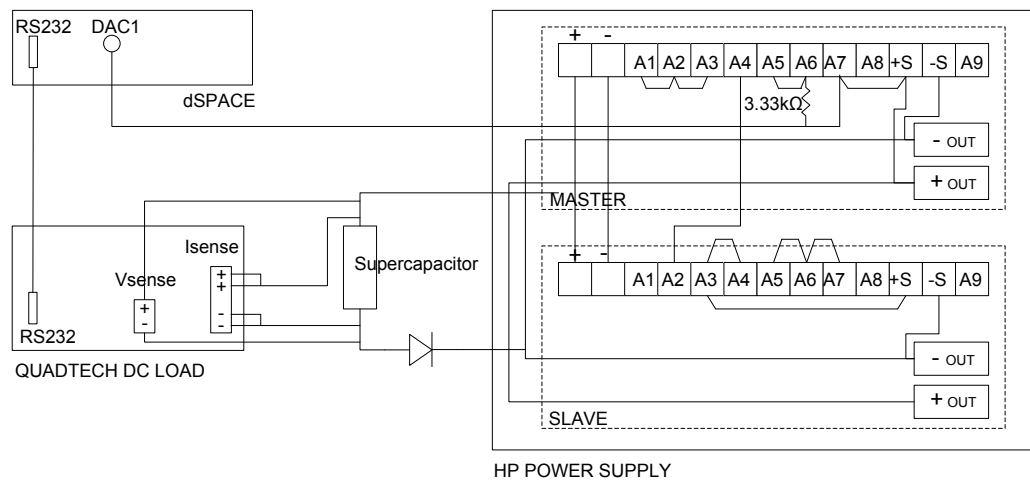 RS232 DAC1
dSPACE
+ -
A1 A2 A3 A4 A5 A6 A7 A8 +S -S A9
3.33kΩ
- OUT
+ OUT
MASTER
Isense
+
+
-
-
Vsense
+
-
RS232
QUADTECH DC LOAD
Supercapacitor
+ -
A1 A2 A3 A4 A5 A6 A7 A8 +S -S A9
- OUT
+ OUT
SLAVE
HP POWER SUPPLY